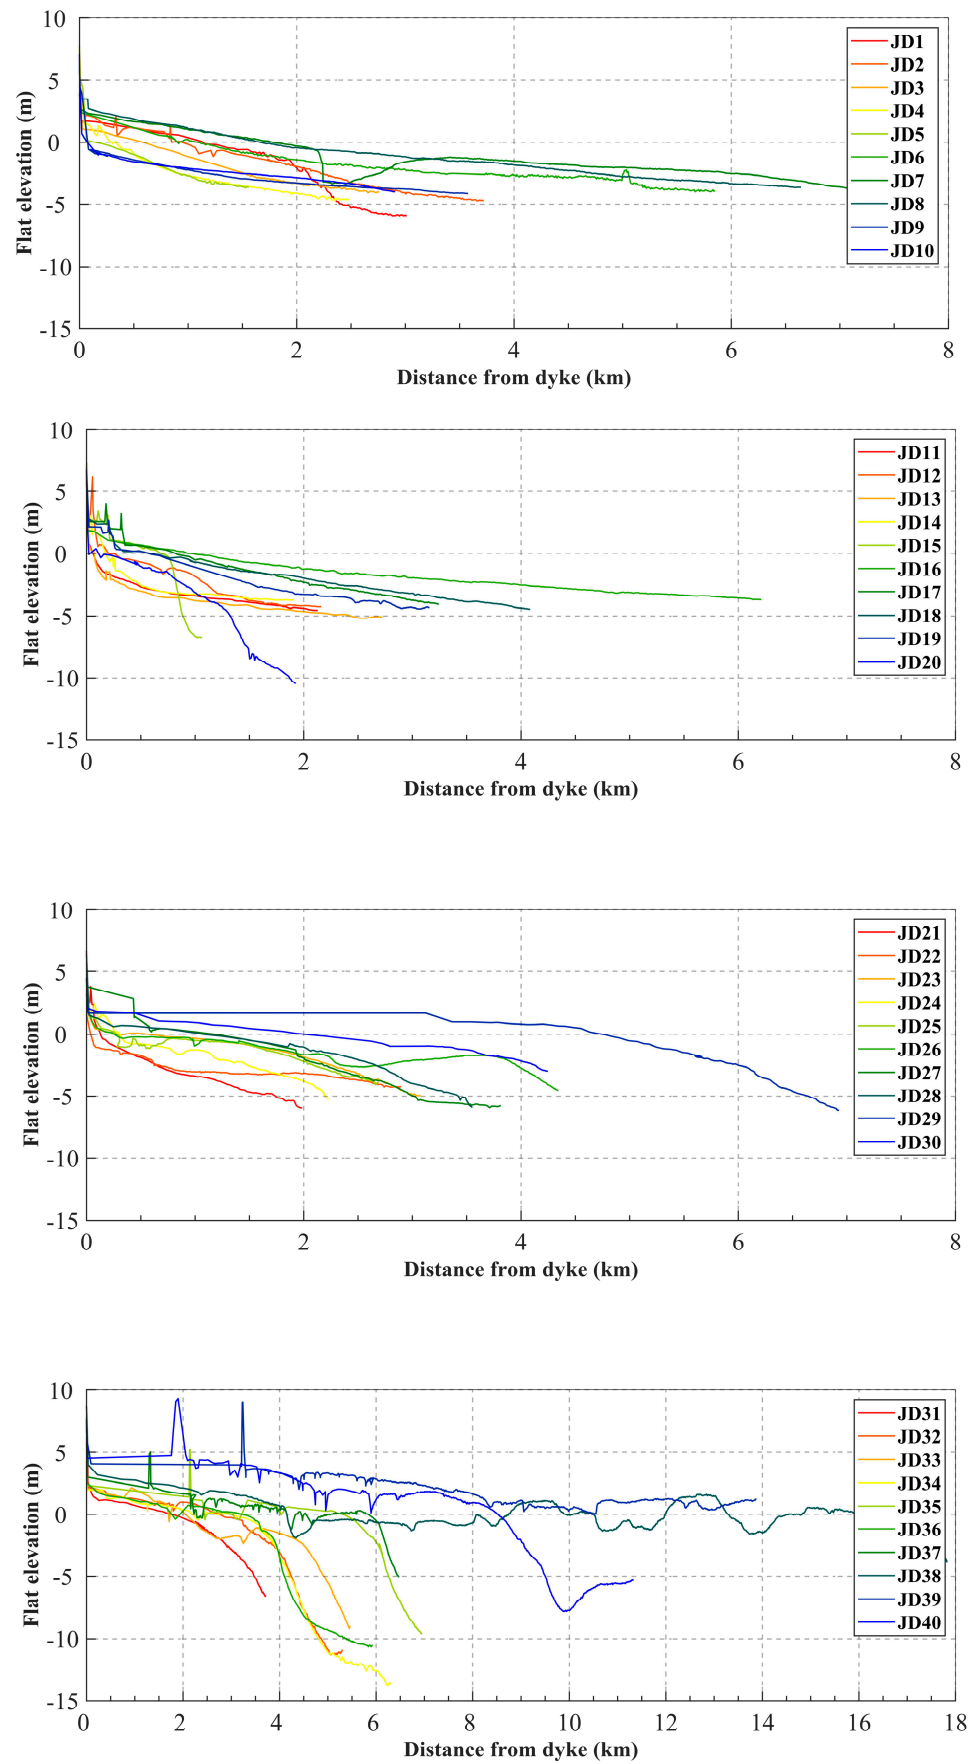 10
5
0
-5
-10
-15
Flat elevation (m)
JD1
JD2
JD3
JD4
JD5
JD6
JD7
JD8
JD9
JD10
0 2 4 6 8
Distance from dyke (km)
10
5
0
-5
-10
-15
Flat elevation (m)
JD11
JD12
JD13
JD14
JD15
JD16
JD17
JD18
JD19
JD20
0 2 4 6 8
Distance from dyke (km)
10
5
0
-5
-10
-15
Flat elevation (m)
JD21
JD22
JD23
JD24
JD25
JD26
JD27
JD28
JD29
JD30
0 2 4 6 8
Distance from dyke (km)
10
5
0
-5
-10
-15
Flat elevation (m)
JD31
JD32
JD33
JD34
JD35
JD36
JD37
JD38
JD39
JD40
0 2 4 6 8 10 12 14 16 18
Distance from dyke (km)